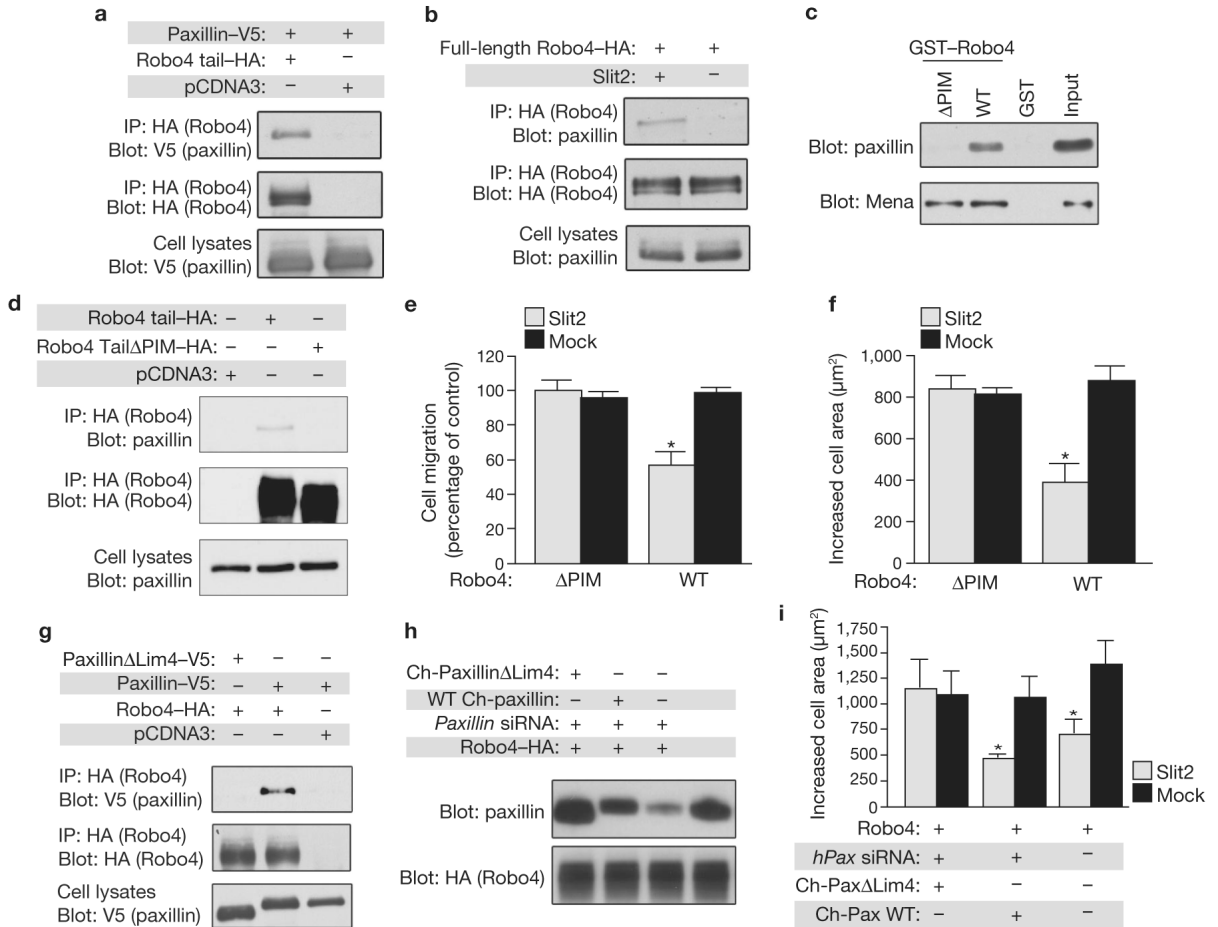 a
Paxillin–V5: + +
Robo4 tail–HA: + –
pCDNA3: – +
IP: HA (Robo4)
Blot: V5 (paxillin)
IP: HA (Robo4)
Blot: HA (Robo4)
Cell lysates
Blot: V5 (paxillin)
b
Full-length Robo4–HA: + +
Slit2: + –
IP: HA (Robo4)
Blot: paxillin
IP: HA (Robo4)
Blot: HA (Robo4)
Cell lysates
Blot: paxillin
c
GST–Robo4
ΔPIM WT GST Input
Blot: paxillin
Blot: Mena
d
Robo4 tail–HA: – + –
Robo4 TailΔPIM–HA: – – +
pCDNA3: + – –
IP: HA (Robo4)
Blot: paxillin
IP: HA (Robo4)
Blot: HA (Robo4)
Cell lysates
Blot: paxillin
e
Slit2
Mock
Cell migration
(percentage of control)
120
100
80
60
40
20
0
*
Robo4: ΔPIM WT
f
Slit2
Mock
Increased cell area (µm²)
1,000
800
600
400
200
0
*
Robo4: ΔPIM WT
g
PaxillinΔLim4–V5: + – –
Paxillin–V5: – + +
Robo4–HA: + + –
pCDNA3: – – +
IP: HA (Robo4)
Blot: V5 (paxillin)
IP: HA (Robo4)
Blot: HA (Robo4)
Cell lysates
Blot: V5 (paxillin)
h
Ch-PaxillinΔLim4: + – –
WT Ch-paxillin: – + –
Paxillin siRNA: + + +
Robo4–HA: + + +
Blot: paxillin
Blot: HA (Robo4)
i
Increased cell area (µm²)
1,750
1,500
1,250
1,000
750
500
250
0
* *
Slit2
Mock
Robo4: + + +
hPax siRNA: + + –
Ch-PaxΔLim4: + – –
Ch-Pax WT: – + –